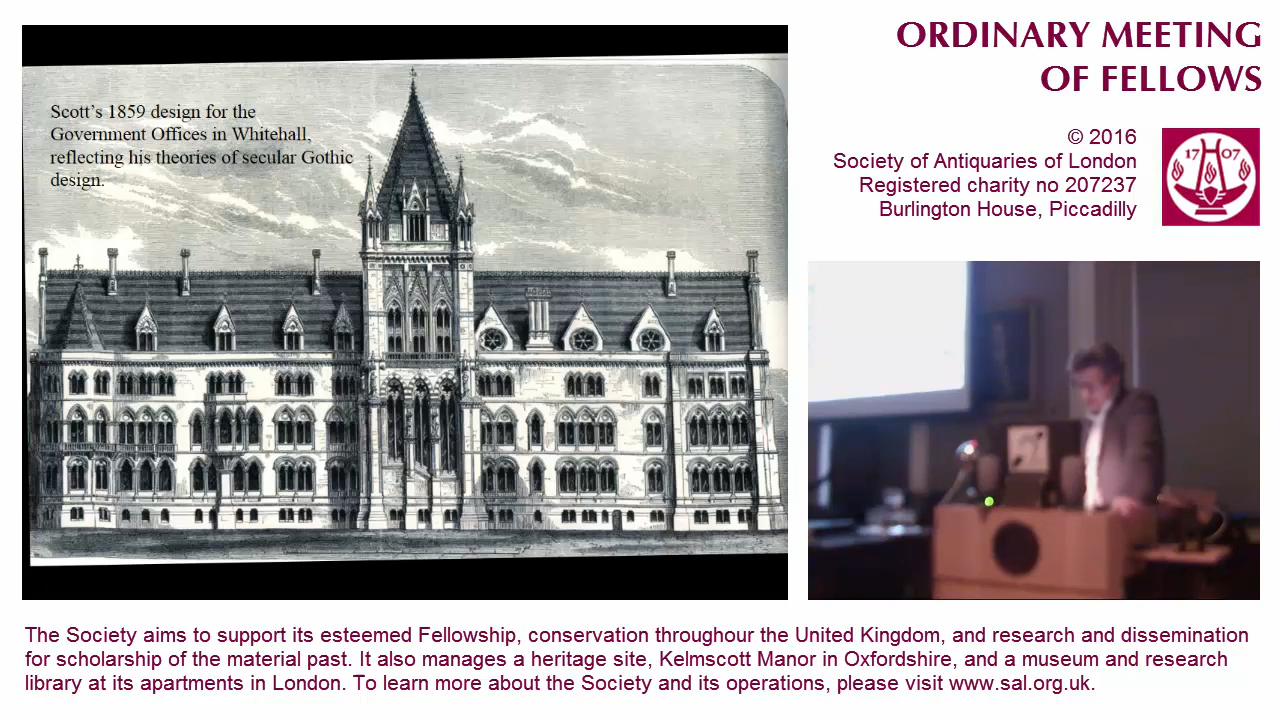 Scott's 1859 design for the
Government Offices in Whitehall,
reflecting his theories of secular Gothic
design.
ORDINARY MEETING
OF FELLOWS
© 2016
Society of Antiquaries of London
Registered charity no 207237
Burlington House, Piccadilly
17 07
The Society aims to support its esteemed Fellowship, conservation throughour the United Kingdom, and research and dissemination
for scholarship of the material past. It also manages a heritage site, Kelmscott Manor in Oxfordshire, and a museum and research
library at its apartments in London. To learn more about the Society and its operations, please visit www.sal.org.uk.